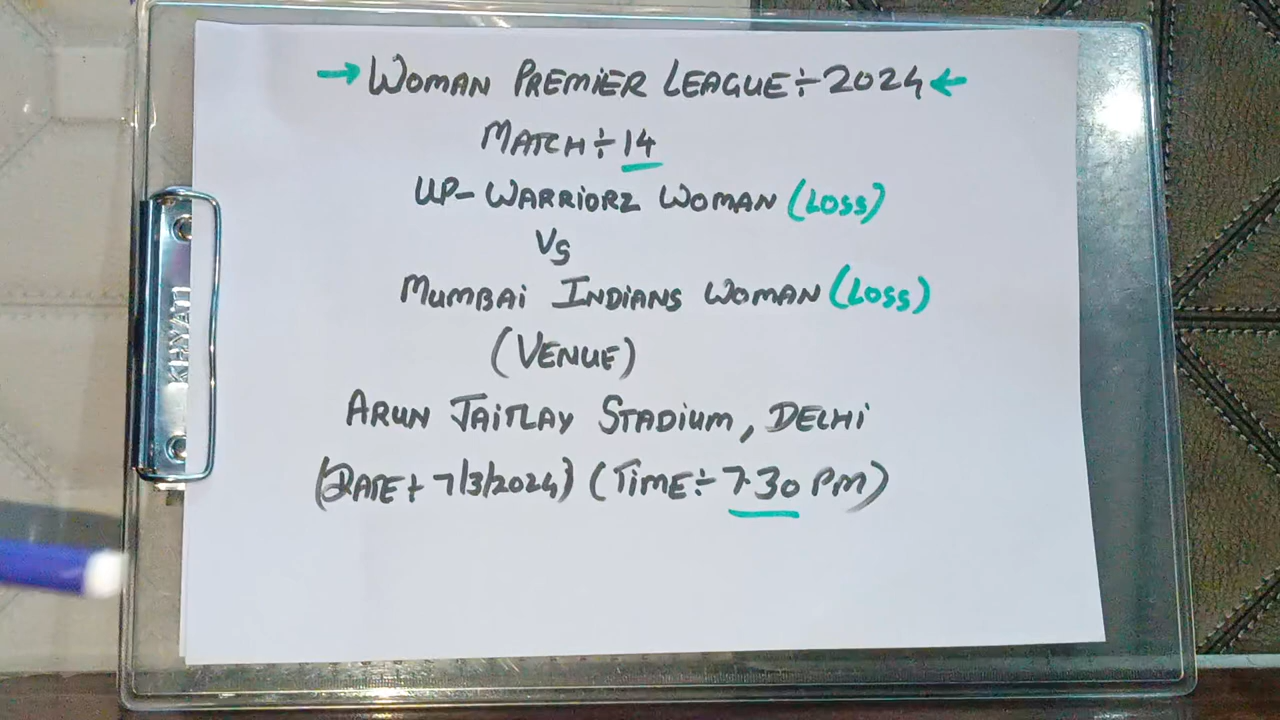 → WOMAN PREMIER LEAGUE ÷ 2024 ←
MATCH ÷ 14
UP-WARRIORZ WOMAN (LOSS)
VS
MUMBAI INDIANS WOMAN (LOSS)
(VENUE)
ARUN JAITLAY STADIUM, DELHI
(DATE ÷ 7/3/2024) (TIME ÷ 7.30 PM)
KHYATI